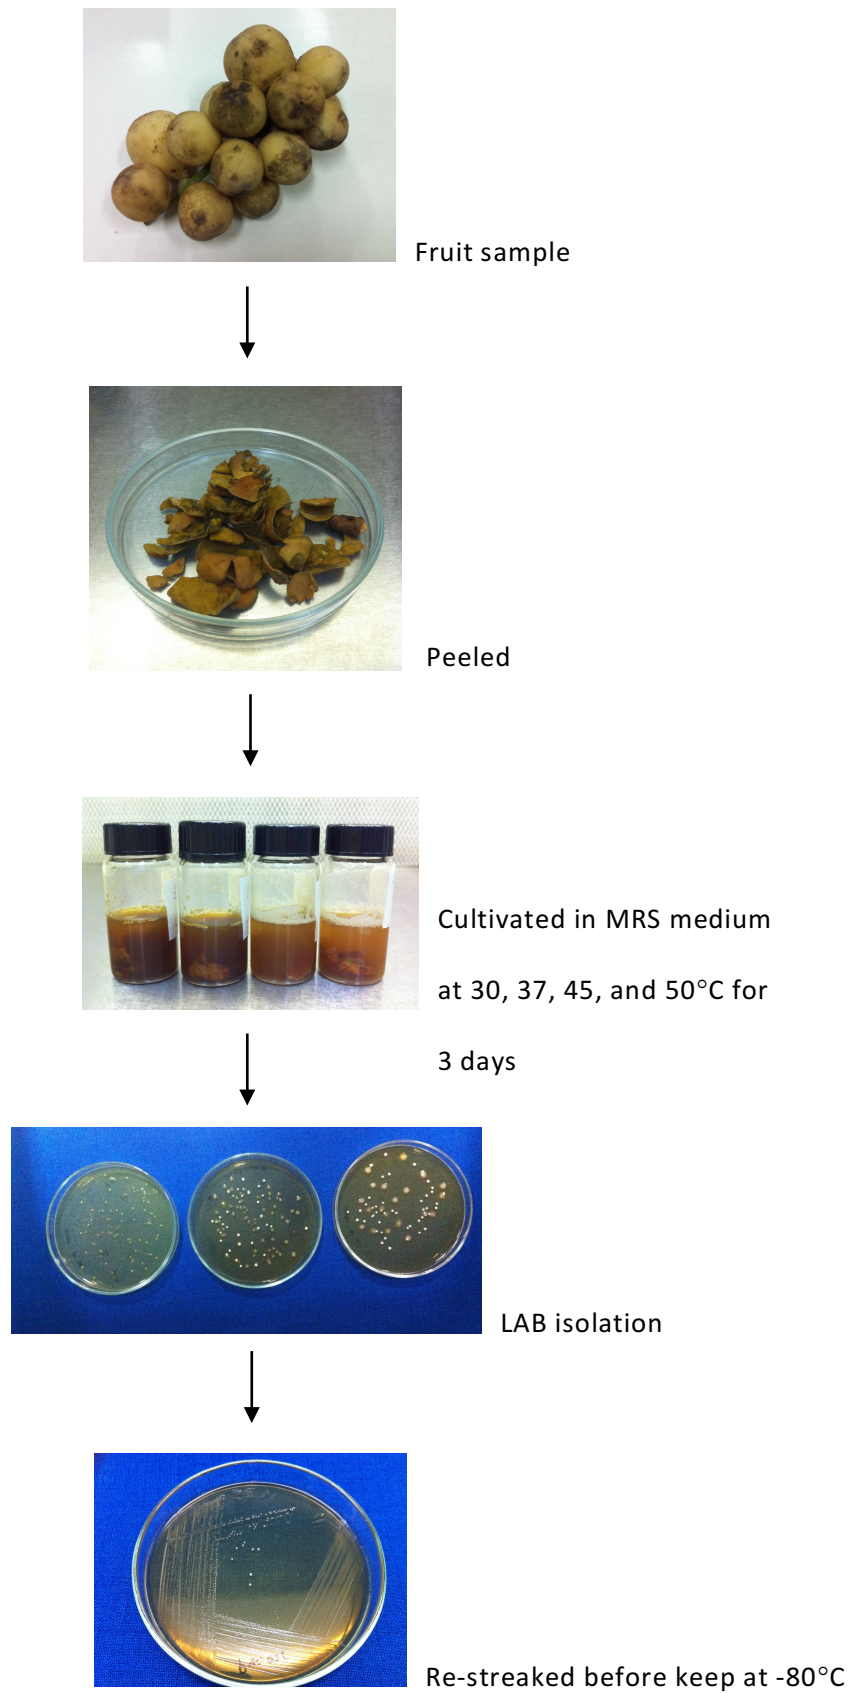 Fruit sample
Peeled
Cultivated in MRS medium
at 30, 37, 45, and 50°C for
3 days
LAB isolation
Re-streaked before keep at -80°C